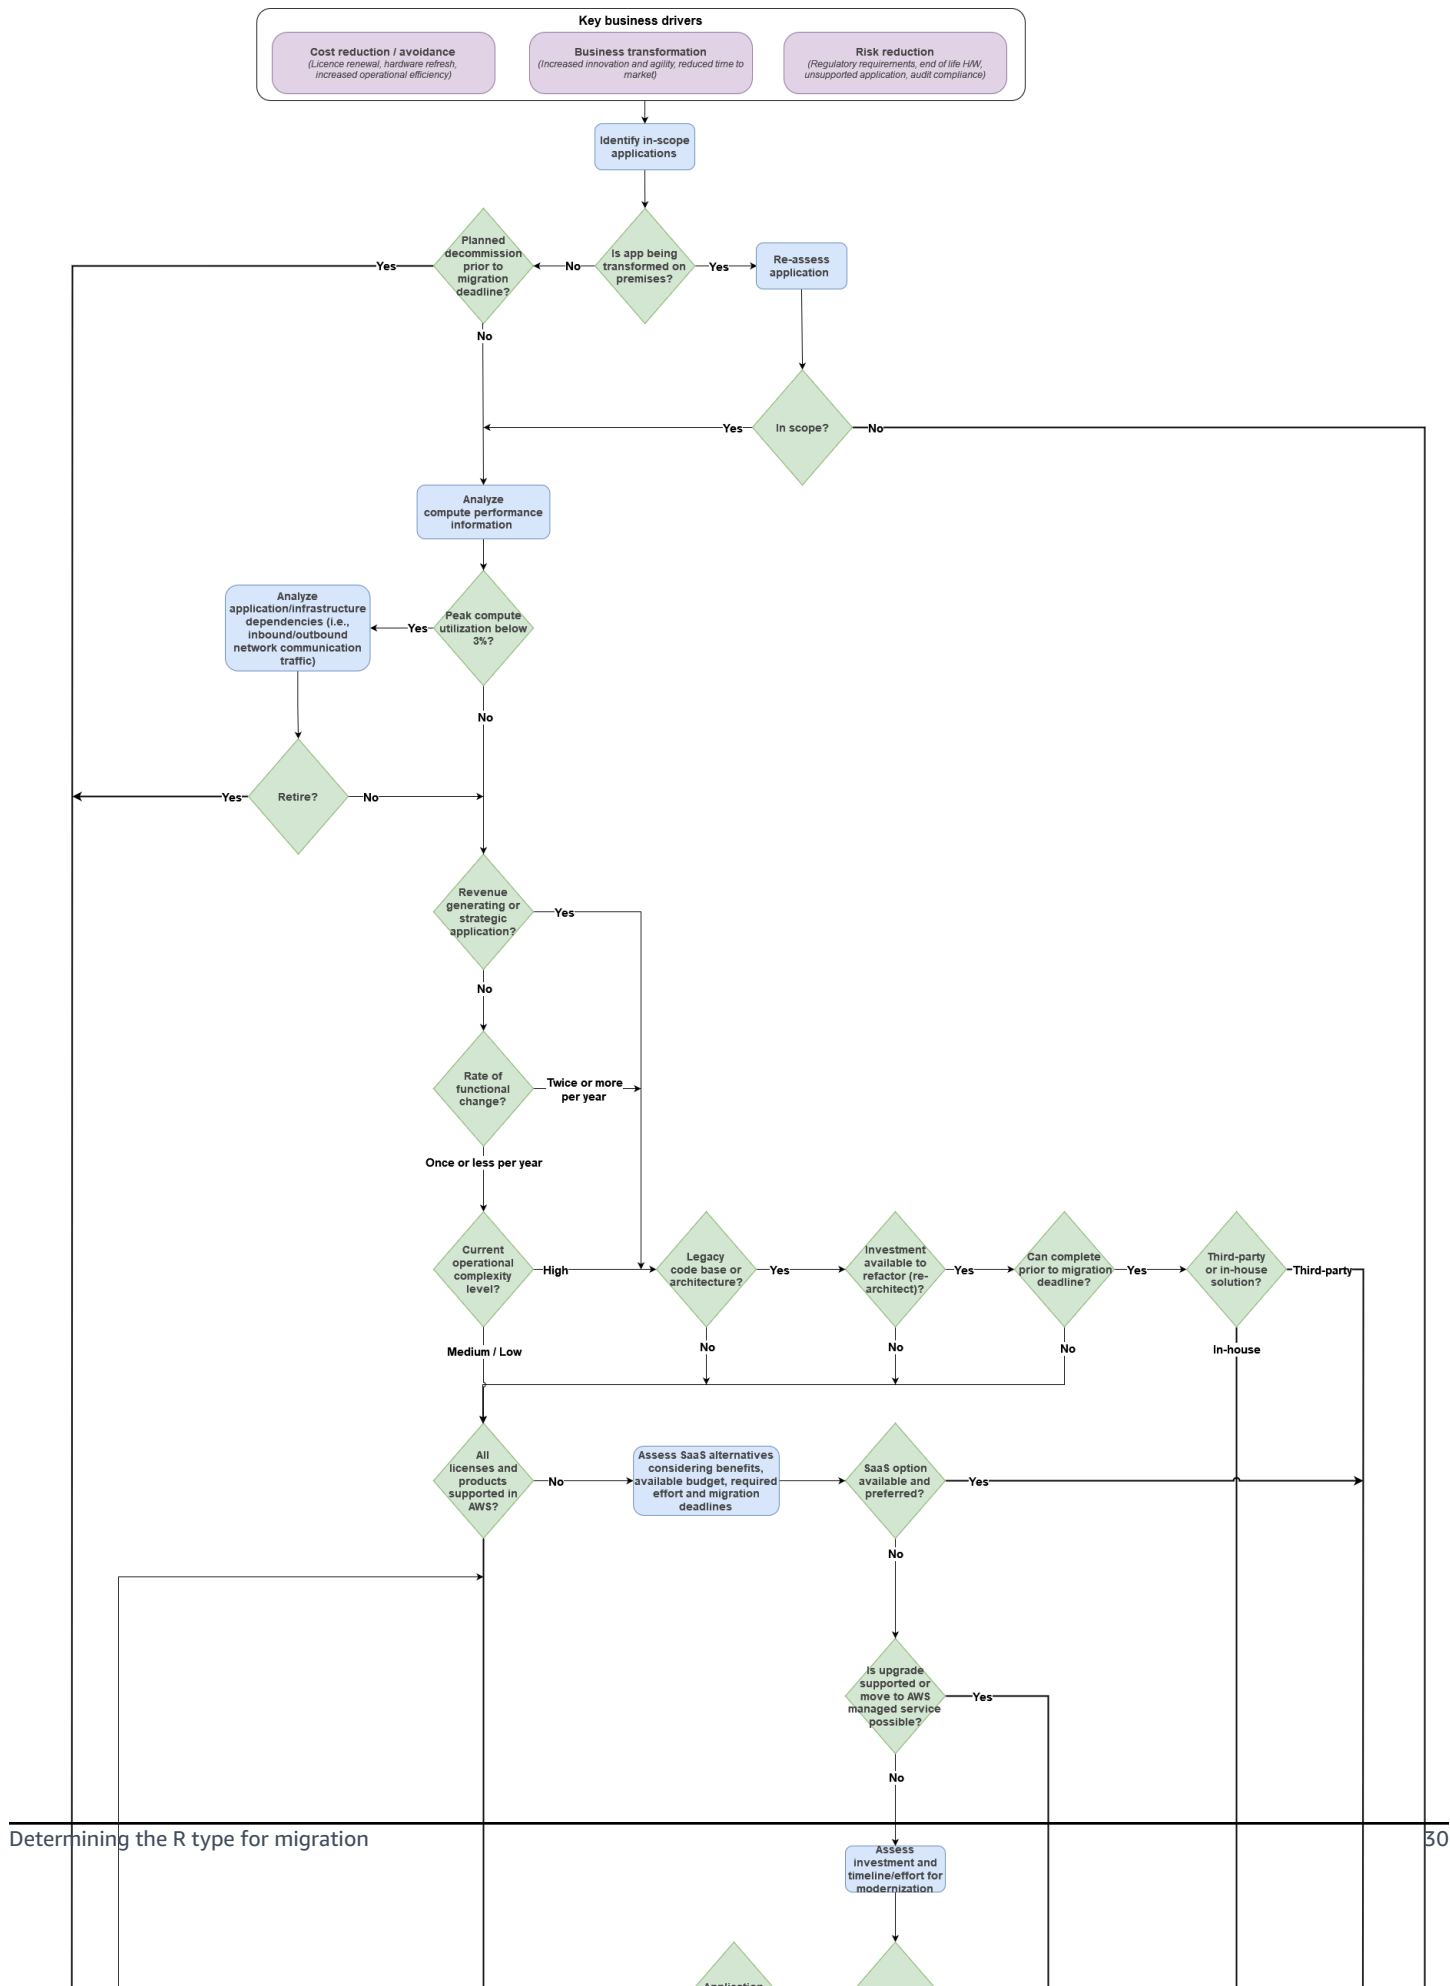 Key business drivers
Cost reduction / avoidance
(Licence renewal, hardware refresh,
increased operational efficiency)
Business transformation
(Increased innovation and agility, reduced time to
market)
Risk reduction
(Regulatory requirements, end of life H/W,
unsupported application, audit compliance)
Identify in-scope
applications
Planned
decommission
prior to
migration
deadline?
Is app being
transformed on
premises?
Re-assess
application
Yes
No
Yes
No
In scope?
Yes
No
Analyze
compute performance
information
Analyze
application/infrastructure
dependencies (i.e.,
inbound/outbound
network communication
traffic)
Yes
Peak compute
utilization below
3%?
No
Yes
Retire?
No
Revenue
generating or
strategic
application?
Yes
No
Rate of
functional
change?
Twice or more
per year
Once or less per year
Current
operational
complexity
level?
High
Legacy
code base or
architecture?
Yes
Investment
available to
refactor (re-
architect)?
Yes
Can complete
prior to migration
deadline?
Yes
Third-party
or in-house
solution?
Third-party
Medium / Low
No
No
No
In-house
All
licenses and
products
supported in
AWS?
No
Assess SaaS alternatives
considering benefits,
available budget, required
effort and migration
deadlines
SaaS option
available and
preferred?
Yes
No
Is upgrade
supported or
move to AWS
managed service
possible?
Yes
No
Determining the R type for migration
30
Assess
investment and
timeline/effort for
modernization
Application